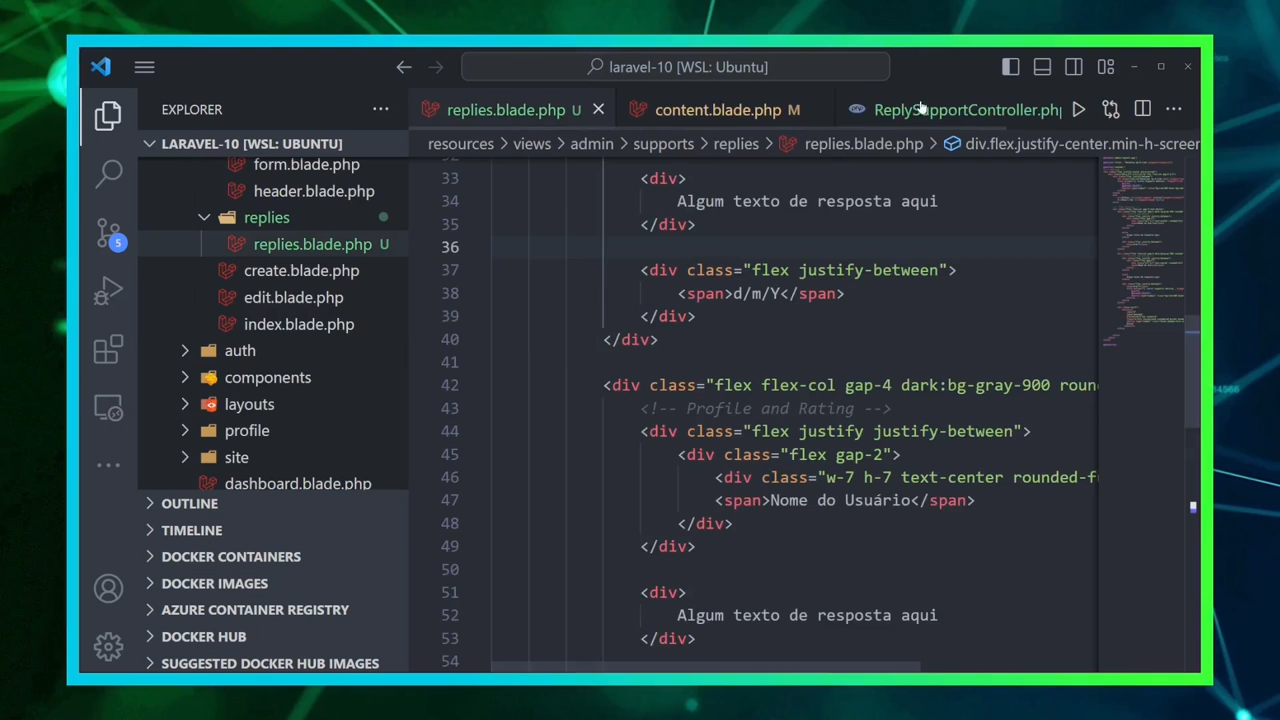 laravel-10 [WSL: Ubuntu]
EXPLORER
replies.blade.php U
content.blade.php M
ReplySupportController.php
LARAVEL-10 [WSL: UBUNTU]
resources > views > admin > supports > replies > replies.blade.php > div.flex.justify-center.min-h-screen
form.blade.php
header.blade.php
replies
replies.blade.php U
create.blade.php
edit.blade.php
index.blade.php
auth
components
layouts
profile
site
dashboard.blade.php
OUTLINE
TIMELINE
DOCKER CONTAINERS
DOCKER IMAGES
AZURE CONTAINER REGISTRY
DOCKER HUB
SUGGESTED DOCKER HUB IMAGES
5
32
33 <div>
34 Algum texto de resposta aqui
35 </div>
36
37 <div class="flex justify-between">
38 <span>d/m/Y</span>
39 </div>
40 </div>
41
42 <div class="flex flex-col gap-4 dark:bg-gray-900 roun
43 <!-- Profile and Rating -->
44 <div class="flex justify justify-between">
45 <div class="flex gap-2">
46 <div class="w-7 h-7 text-center rounded-fu
47 <span>Nome do Usuário</span>
48 </div>
49 </div>
50
51 <div>
52 Algum texto de resposta aqui
53 </div>
54